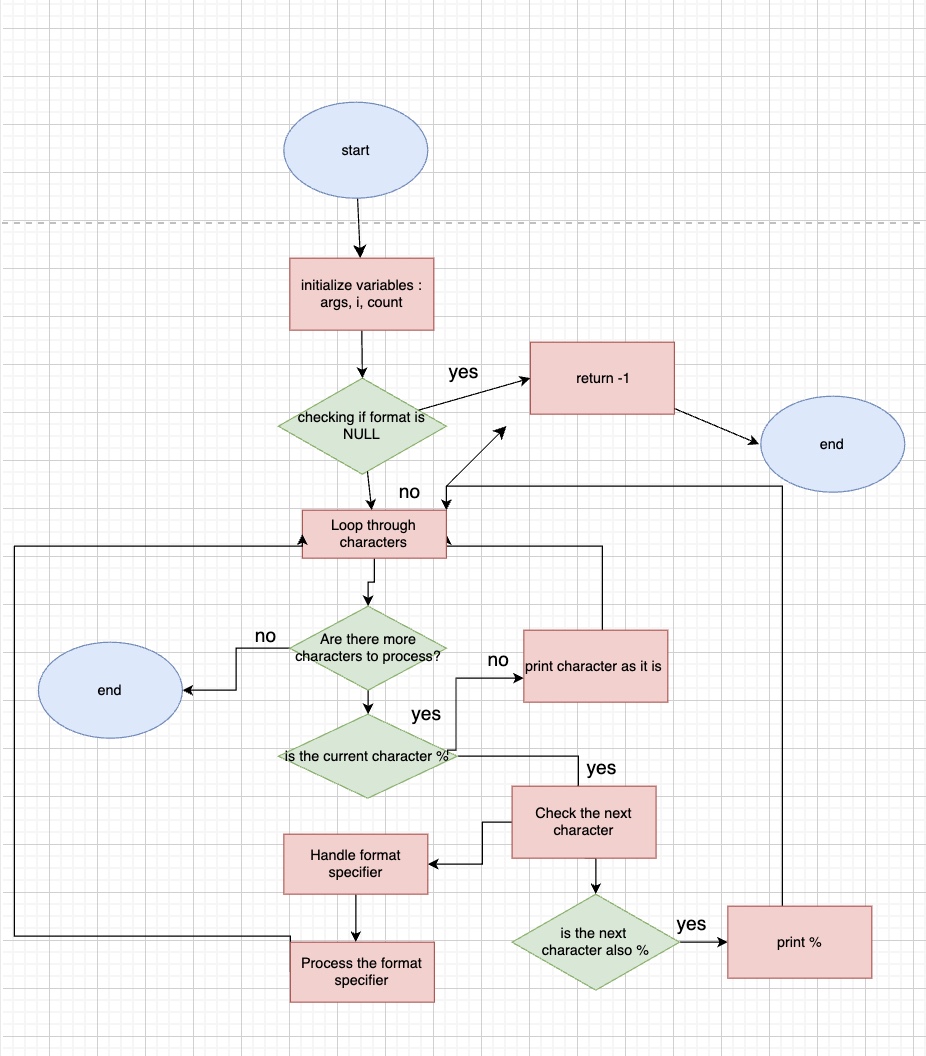 start
initialize variables :
args, i, count
yes
return -1
checking if format is
NULL
end
no
Loop through
characters
no
Are there more
characters to process?
no
print character as it is
end
yes
is the current character %
yes
Check the next
character
Handle format
specifier
yes
is the next
character also %
print %
Process the format
specifier